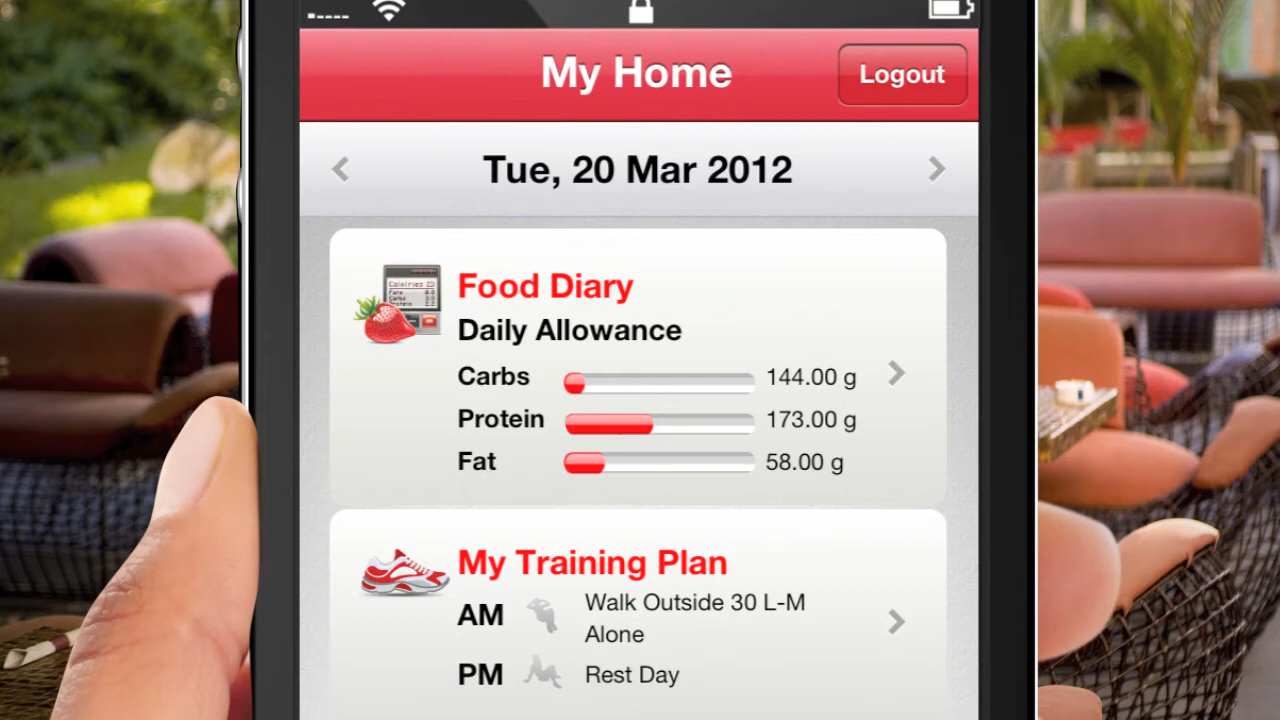 My Home
Logout
Tue, 20 Mar 2012
Food Diary
Daily Allowance
Carbs 144.00 g
Protein 173.00 g
Fat 58.00 g
My Training Plan
AM Walk Outside 30 L-M
Alone
PM Rest Day